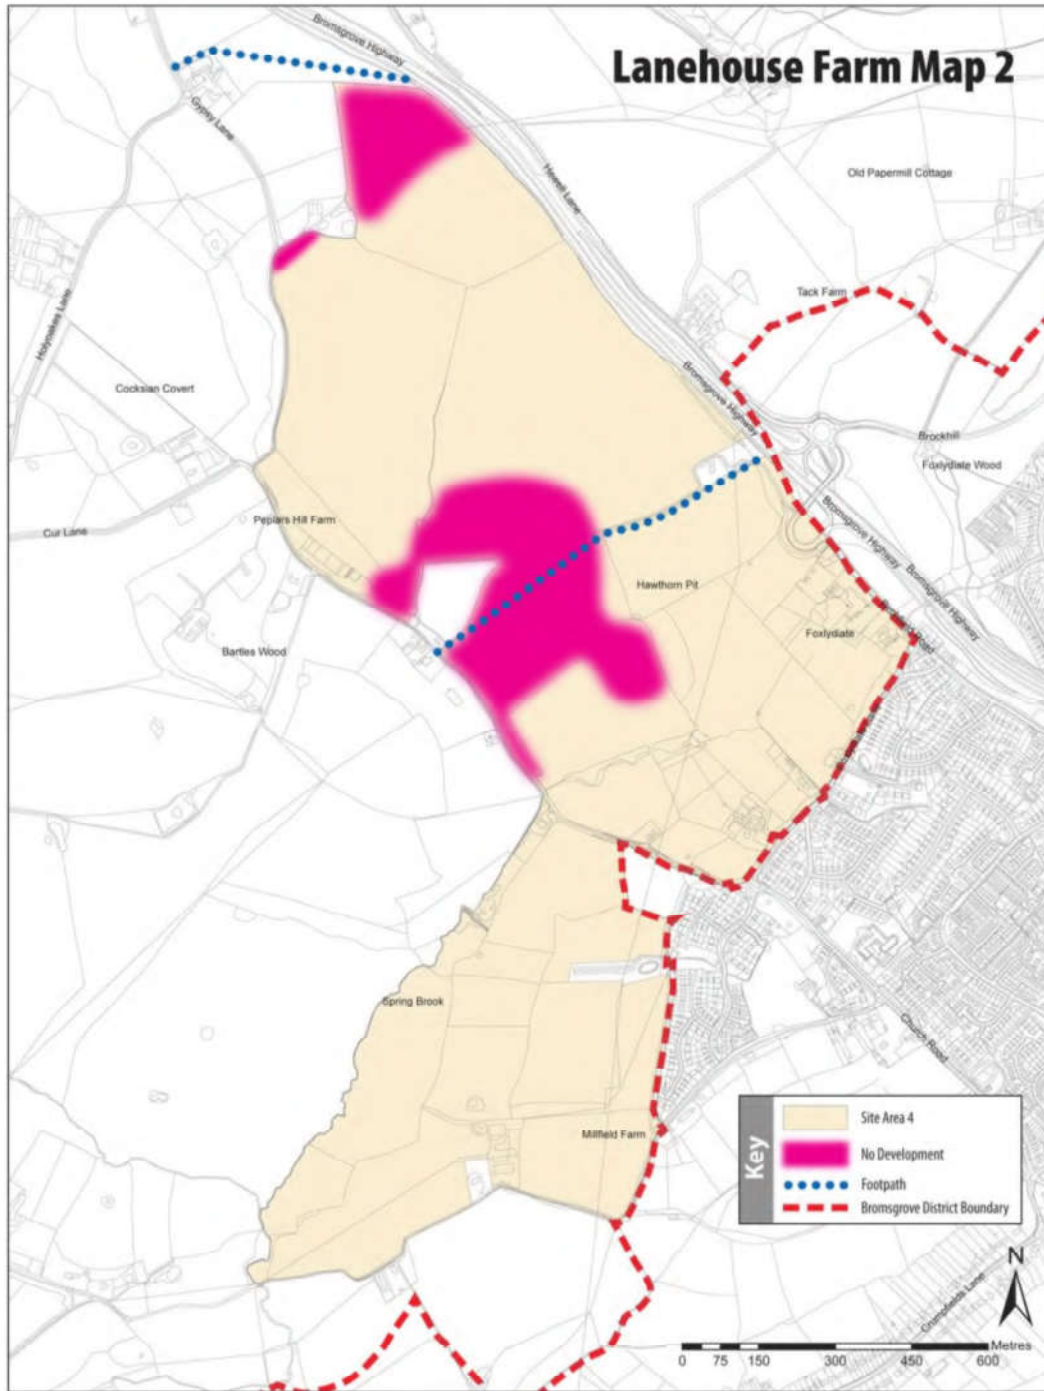 Bromsgrove Highway
Lanehouse Farm Map 2
Gypsy Lane
Hewell Lane
Old Papermill Cottage
Tack Farm
Holyoakes Lane
Cocksian Covert
Bromsgrove Highway
Brockhill
Foxlydiate Wood
Peplars Hill Farm
Cur Lane
Bromsgrove Highway
Bromsgrove Highway
Hawthorn Pit
Foxlydiate
Road
Bartles Wood
Spring Brook
Church Road
Millfield Farm
Key
Site Area 4
No Development
Footpath
Bromsgrove District Boundary
N
Crumpfields Lane
Metres
0 75 150 300 450 600